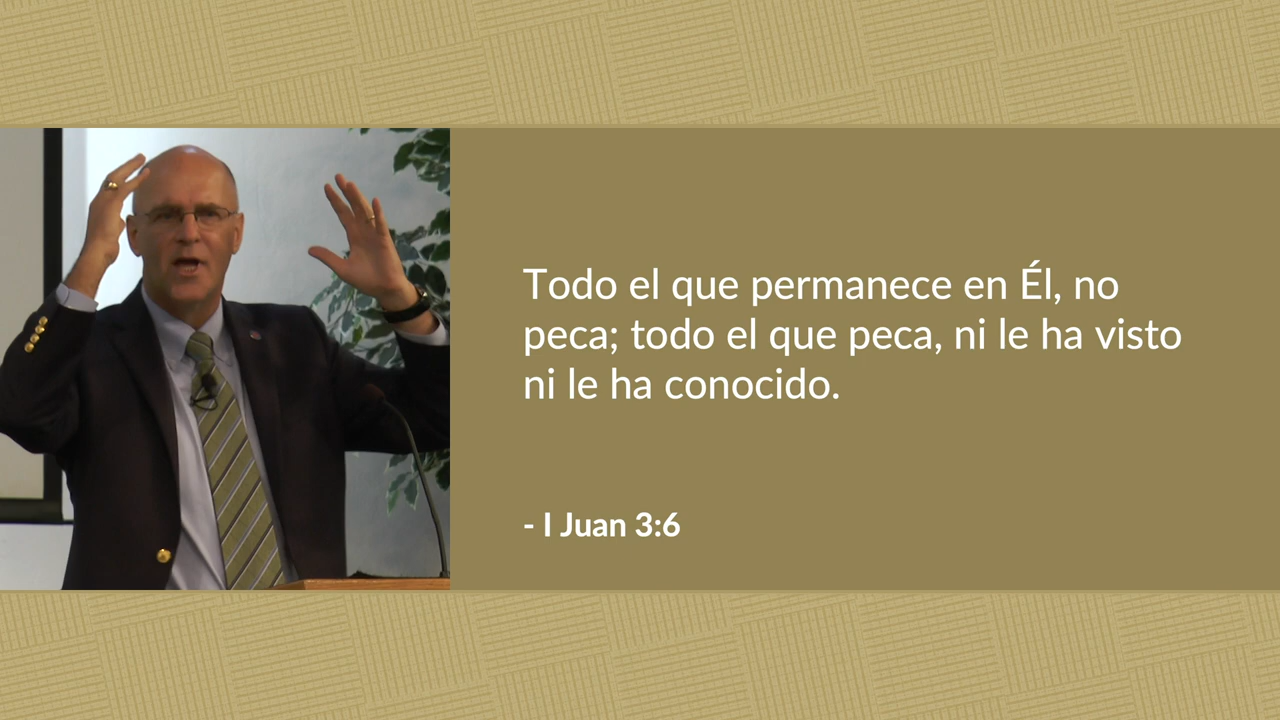 Todo el que permanece en Él, no
peca; todo el que peca, ni le ha visto
ni le ha conocido.
- I Juan 3:6